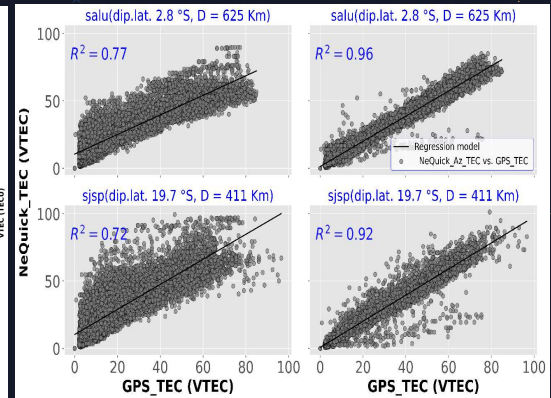 salu(dip.lat. 2.8 °S, D = 625 Km)
salu(dip.lat. 2.8 °S, D = 625 Km)
100
50
0
R² = 0.77
R² = 0.96
Regression model
NeQuick_Az_TEC vs. GPS_TEC
NeQuick_TEC (VTEC)
VTEC (TECU)
sjsp(dip.lat. 19.7 °S, D = 411 Km)
sjsp(dip.lat. 19.7 °S, D = 411 Km)
100
50
0
R² = 0.72
R² = 0.92
0 20 40 60 80 100
0 20 40 60 80 100
GPS_TEC (VTEC)
GPS_TEC (VTEC)